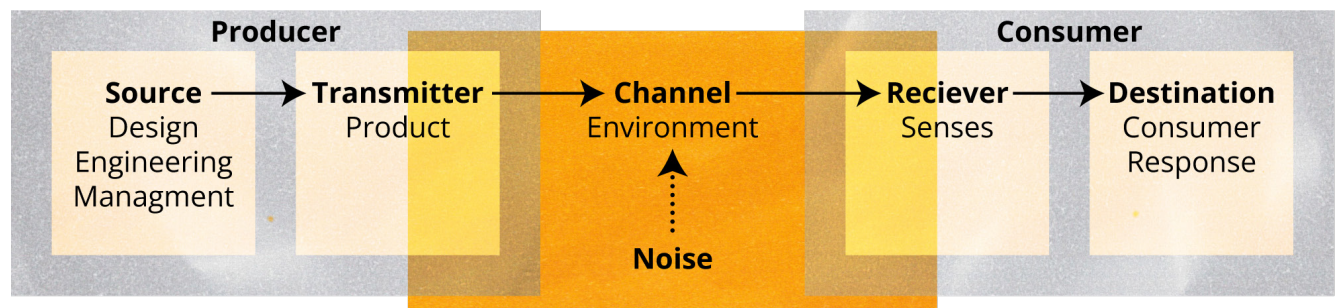 Producer
Consumer
Source
Design
Engineering
Managment
Transmitter
Product
Channel
Environment
Noise
Reciever
Senses
Destination
Consumer
Response